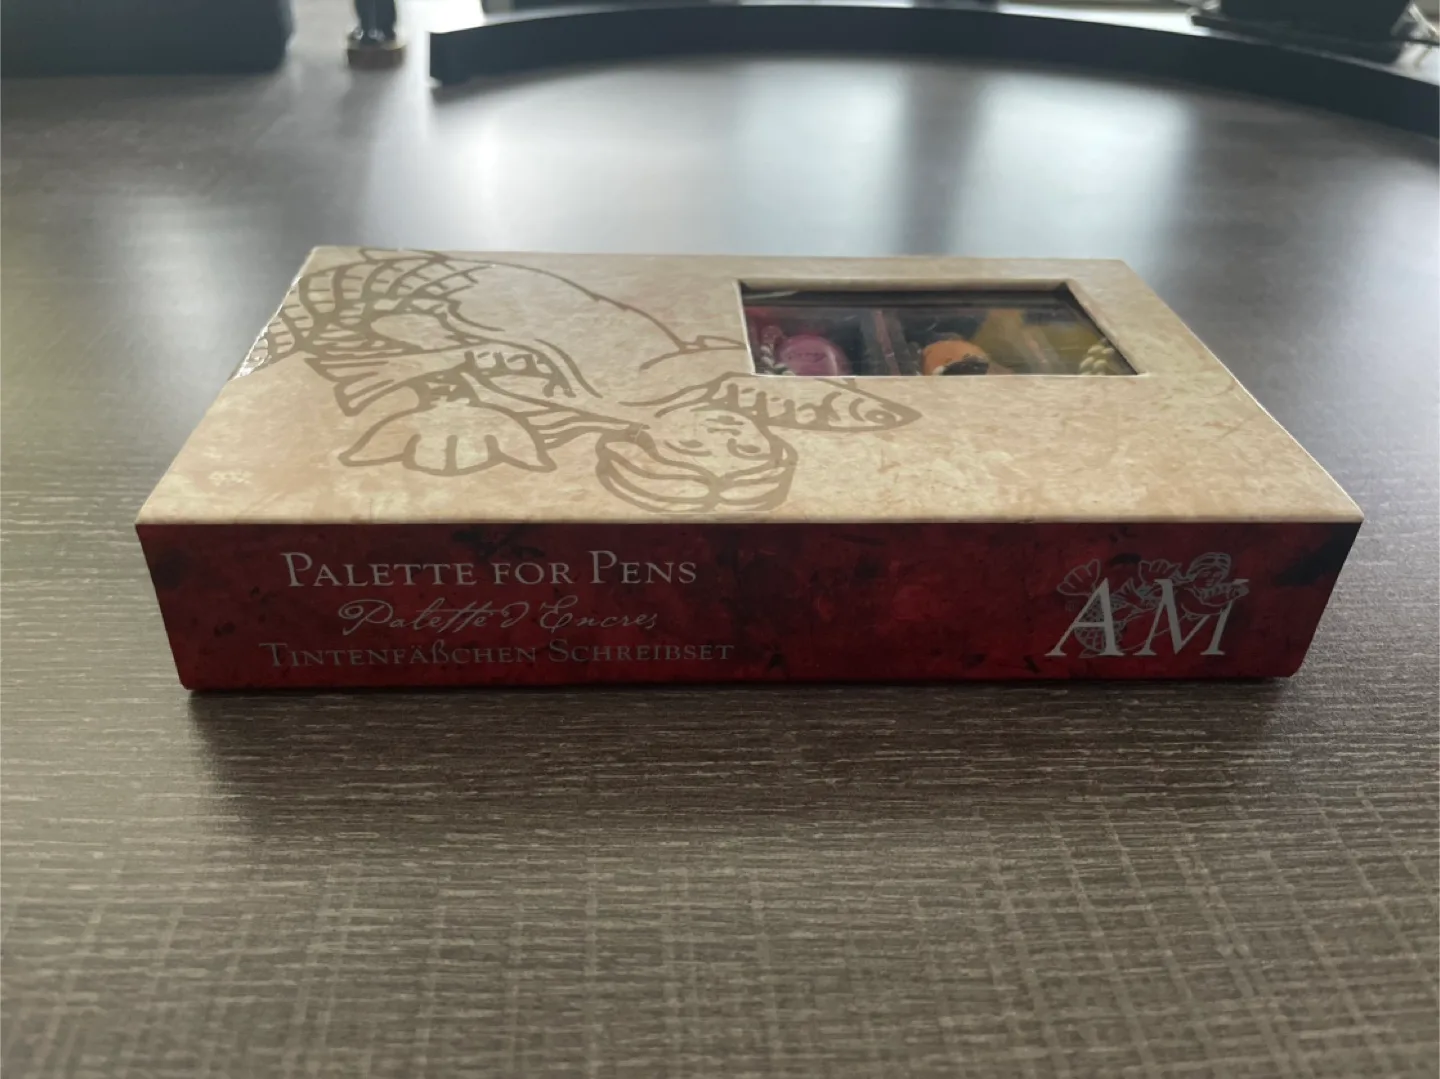 PALETTE FOR PENS
Palette d'Encres
TINTENFÄßCHEN SCHREIBSET
AM